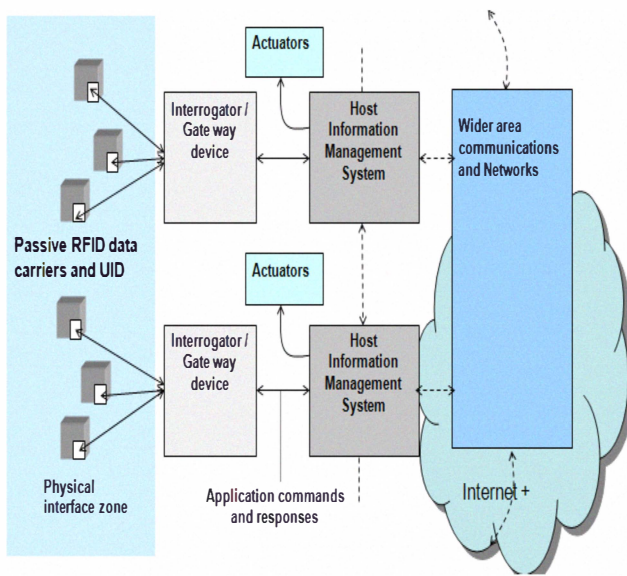 Actuators
Interrogator /
Gate way
device
Host
Information
Management
System
Wider area
communications
and Networks
Passive RFID data
carriers and UID
Actuators
Interrogator /
Gate way
device
Host
Information
Management
System
Physical
interface zone
Application commands
and responses
Internet +